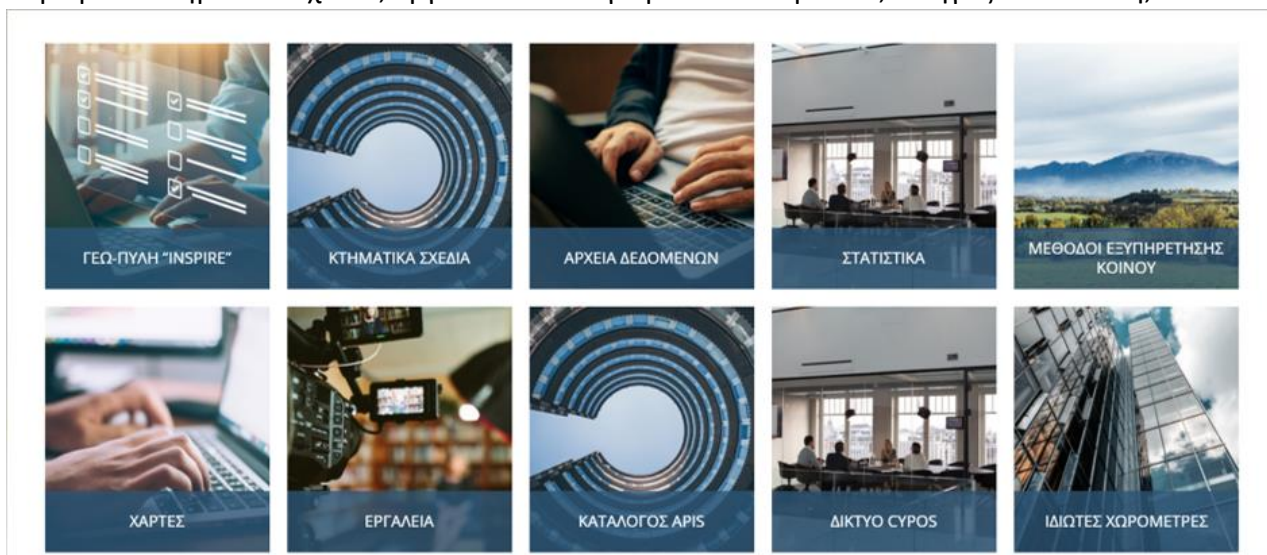 ΓΕΩ-ΠΥΛΗ “INSPIRE”
ΚΤΗΜΑΤΙΚΑ ΣΧΕΔΙΑ
ΑΡΧΕΙΑ ΔΕΔΟΜΕΝΩΝ
ΣΤΑΤΙΣΤΙΚΑ
ΜΕΘΟΔΟΙ ΕΞΥΠΗΡΕΤΗΣΗΣ
ΚΟΙΝΟΥ
ΧΑΡΤΕΣ
ΕΡΓΑΛΕΙΑ
ΚΑΤΑΛΟΓΟΣ APIS
ΔΙΚΤΥΟ CYPOS
ΙΔΙΩΤΕΣ ΧΩΡΟΜΕΤΡΕΣ